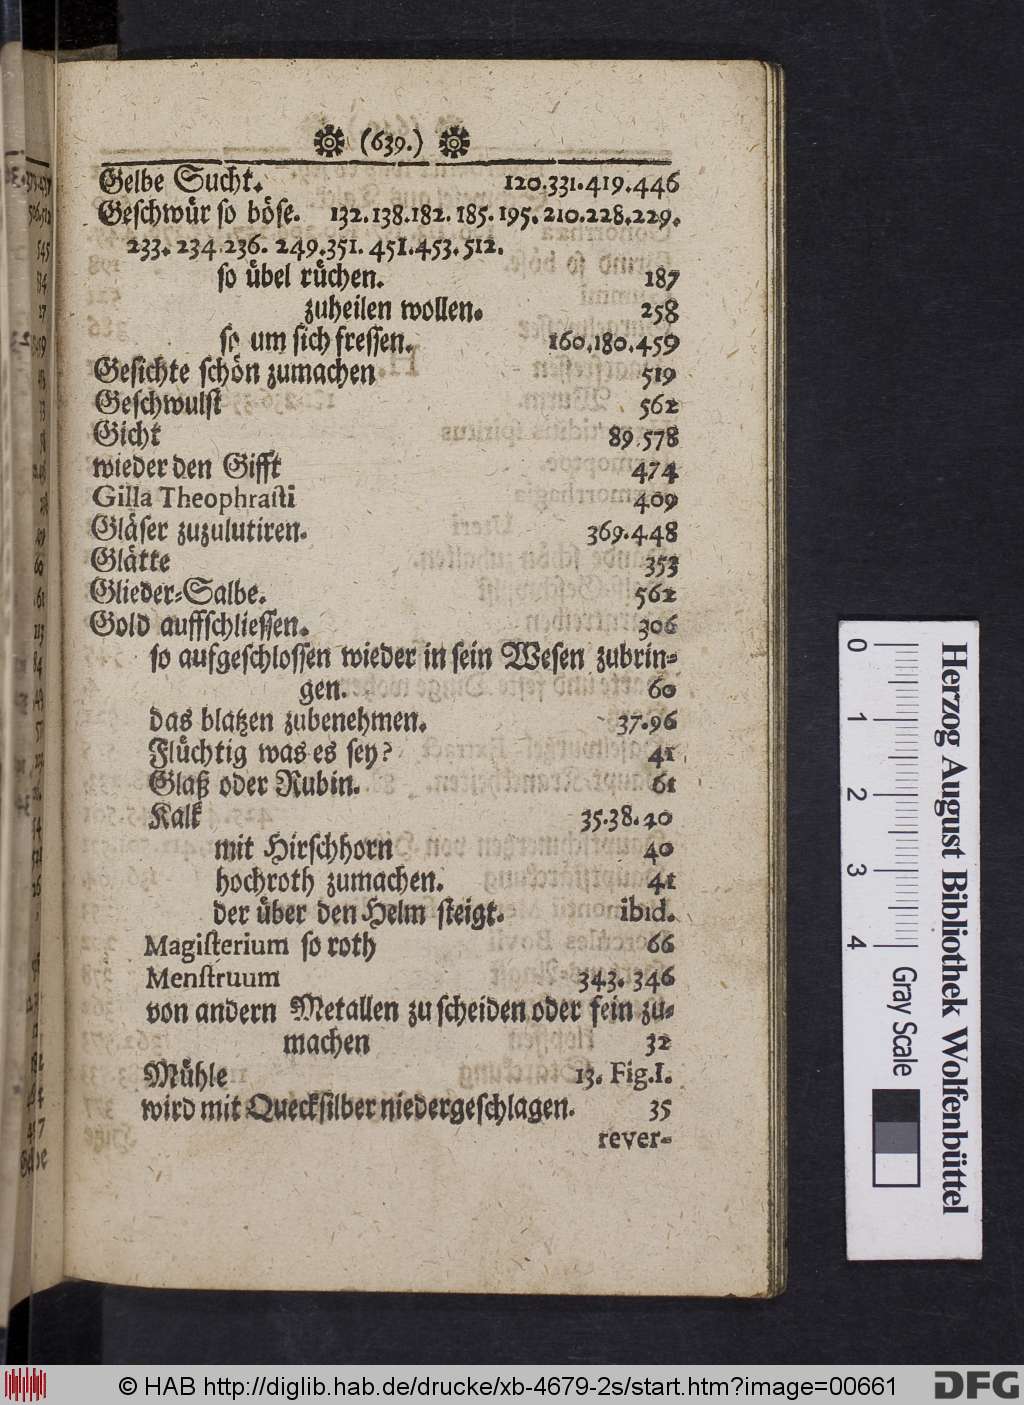 (639.)
Gelbe Sucht. 120.331.419.446
Geschwür so böse. 132.138.182.185.195.210.228.229.
233.234.236.249.351.451.453.512.
so übel rüchen. 187
zuheilen wollen. 258
so um sich fressen. 160.180.459
Gesichte schön zumachen 519
Geschwulst 562
Gicht 89.578
wieder den Gifft 474
Gilla Theophrasti 409
Gläser zuzulutiren. 369.448
Glätte 353
Glieder-Salbe. 562
Gold auffschliessen. 306
so aufgeschlossen wieder in sein Wesen zubrin-
gen. 60
das blatzen zubenehmen. 37.96
Flüchtig was es sey? 41
Glaß oder Rubin. 61
Kalk 35.38.40
mit Hirschhorn 40
hochroth zumachen. 41
der über den Helm steigt. ibid.
Magisterium so roth 66
Menstruum 343.346
von andern Metallen zu scheiden oder fein zu-
machen 32
Mühle 13. Fig.I.
wird mit Quecksilber niedergeschlagen. 35
rever-
0 1 2 3 4
Gray Scale
Herzog August Bibliothek Wolfenbüttel
© HAB http://diglib.hab.de/drucke/xb-4679-2s/start.htm?image=00661
DFG